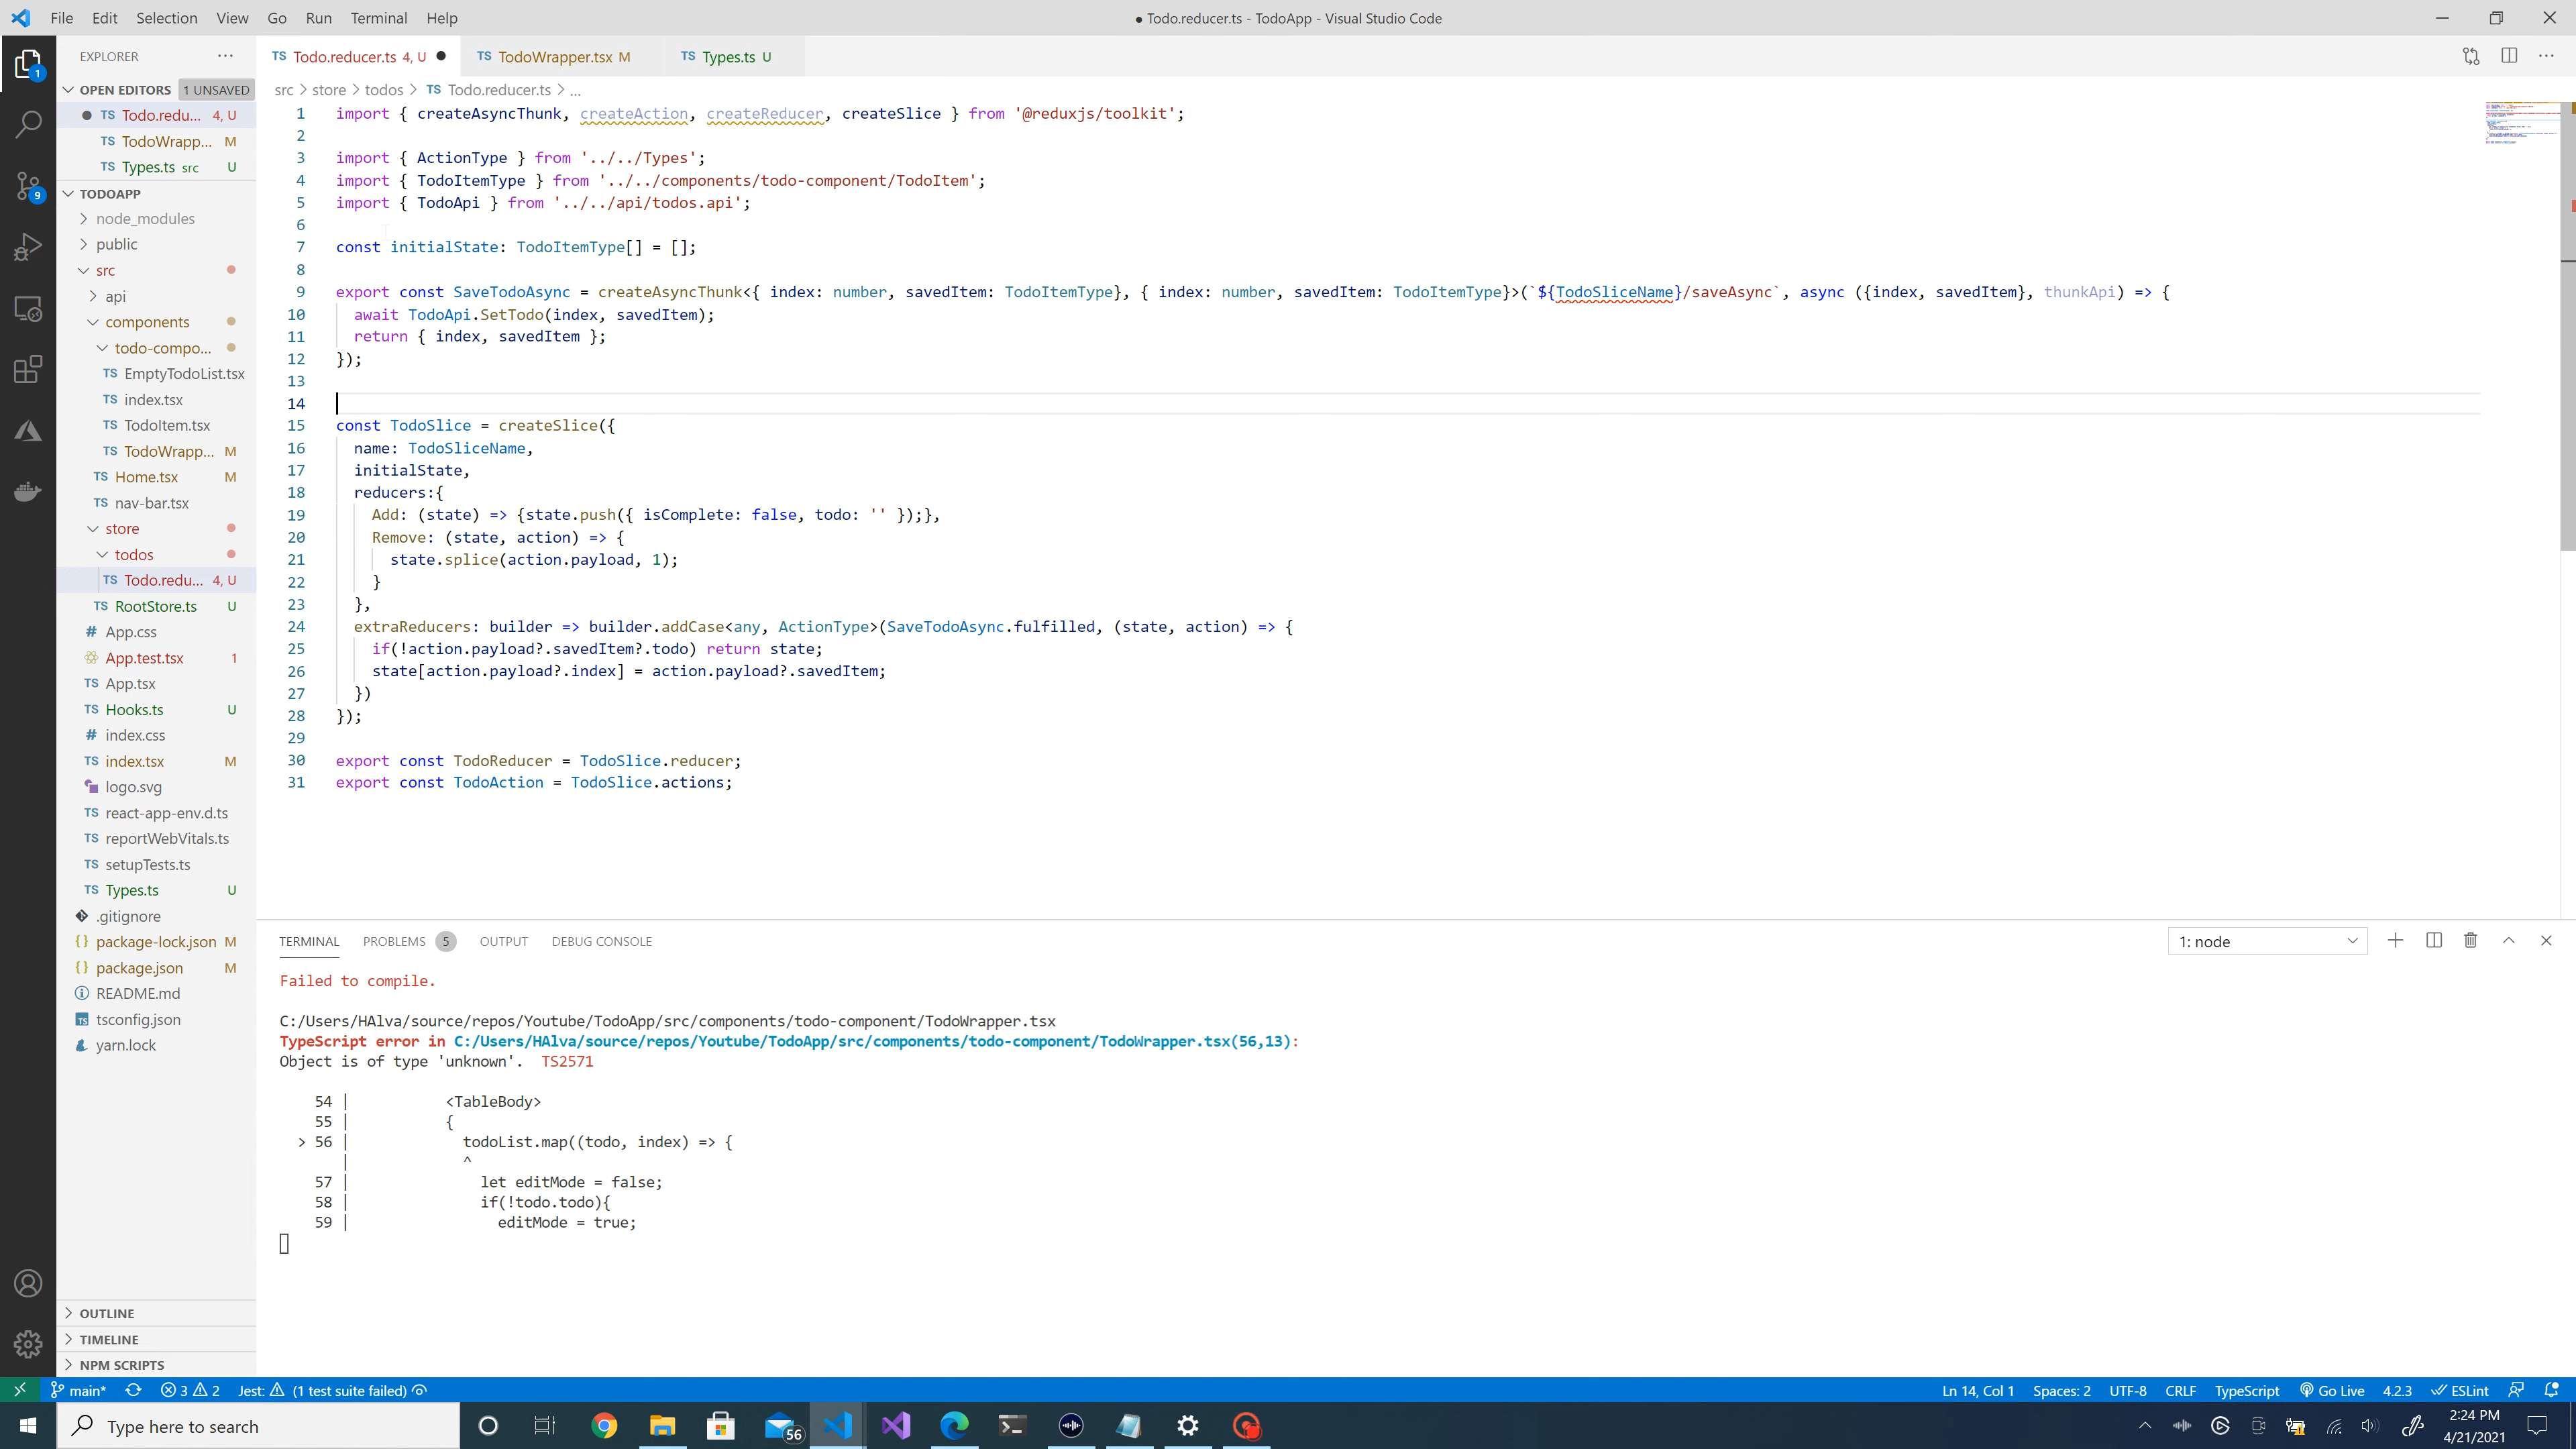 File Edit Selection View Go Run Terminal Help
● Todo.reducer.ts - TodoApp - Visual Studio Code
EXPLORER
OPEN EDITORS 1 UNSAVED
TS Todo.redu... 4, U
TS TodoWrapp... M
TS Types.ts src U
TODOAPP
node_modules
public
src
api
components
todo-compo...
TS EmptyTodoList.tsx
TS index.tsx
TS TodoItem.tsx
TS TodoWrapp... M
TS Home.tsx M
TS nav-bar.tsx
store
todos
TS Todo.redu... 4, U
TS RootStore.ts U
# App.css
App.test.tsx 1
TS App.tsx
TS Hooks.ts U
# index.css
TS index.tsx M
logo.svg
TS react-app-env.d.ts
TS reportWebVitals.ts
TS setupTests.ts
TS Types.ts U
.gitignore
{} package-lock.json M
{} package.json M
README.md
TS tsconfig.json
yarn.lock
OUTLINE
TIMELINE
NPM SCRIPTS
1
9
TS Todo.reducer.ts 4, U ●
TS TodoWrapper.tsx M
TS Types.ts U
src > store > todos > TS Todo.reducer.ts > ...
1 import { createAsyncThunk, createAction, createReducer, createSlice } from '@reduxjs/toolkit';
2
3 import { ActionType } from '../../Types';
4 import { TodoItemType } from '../../components/todo-component/TodoItem';
5 import { TodoApi } from '../../api/todos.api';
6
7 const initialState: TodoItemType[] = [];
8
9 export const SaveTodoAsync = createAsyncThunk<{ index: number, savedItem: TodoItemType}, { index: number, savedItem: TodoItemType}>(`${TodoSliceName}/saveAsync`, async ({index, savedItem}, thunkApi) => {
10 await TodoApi.SetTodo(index, savedItem);
11 return { index, savedItem };
12 });
13
14
15 const TodoSlice = createSlice({
16 name: TodoSliceName,
17 initialState,
18 reducers:{
19 Add: (state) => {state.push({ isComplete: false, todo: '' });},
20 Remove: (state, action) => {
21 state.splice(action.payload, 1);
22 }
23 },
24 extraReducers: builder => builder.addCase<any, ActionType>(SaveTodoAsync.fulfilled, (state, action) => {
25 if(!action.payload?.savedItem?.todo) return state;
26 state[action.payload?.index] = action.payload?.savedItem;
27 })
28 });
29
30 export const TodoReducer = TodoSlice.reducer;
31 export const TodoAction = TodoSlice.actions;
TERMINAL PROBLEMS 5 OUTPUT DEBUG CONSOLE
1: node
Failed to compile.
C:/Users/HAlva/source/repos/Youtube/TodoApp/src/components/todo-component/TodoWrapper.tsx
TypeScript error in C:/Users/HAlva/source/repos/Youtube/TodoApp/src/components/todo-component/TodoWrapper.tsx(56,13):
Object is of type 'unknown'. TS2571
54 | <TableBody>
55 | {
> 56 | todoList.map((todo, index) => {
| ^
57 | let editMode = false;
58 | if(!todo.todo){
59 | editMode = true;
main* 3 2 Jest: (1 test suite failed)
Ln 14, Col 1 Spaces: 2 UTF-8 CRLF TypeScript Go Live 4.2.3 ESLint
Type here to search
56
2:24 PM
4/21/2021